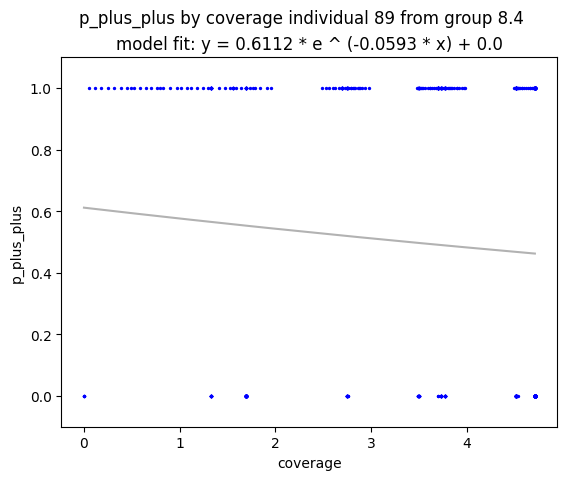 p_plus_plus by coverage individual 89 from group 8.4
model fit: y = 0.6112 * e ^ (-0.0593 * x) + 0.0
1.0
0.8
0.6
0.4
0.2
0.0
p_plus_plus
0 1 2 3 4
coverage